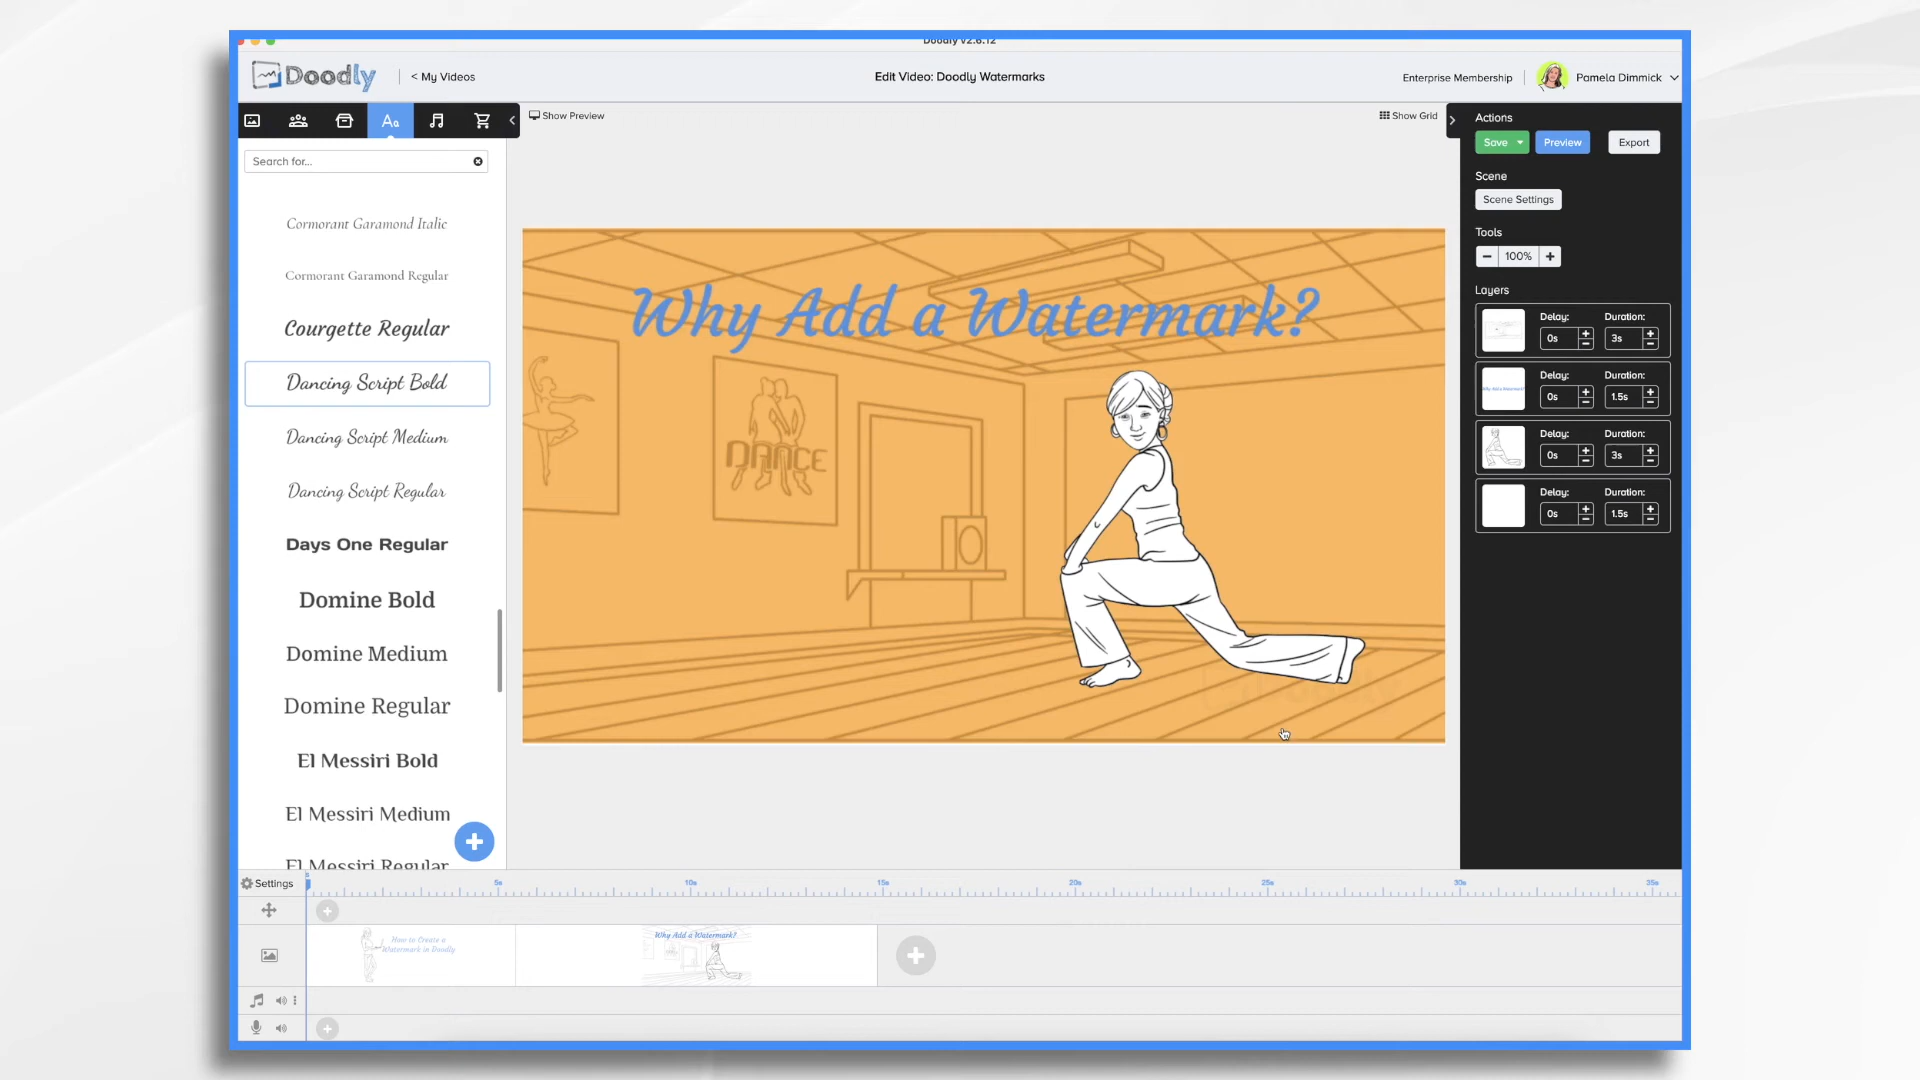 Doodly v2.6.12
Doodly
< My Videos
Edit Video: Doodly Watermarks
Enterprise Membership
Pamela Dimmick
Aa
Show Preview
Show Grid
Search for...
Cormorant Garamond Italic
Cormorant Garamond Regular
Courgette Regular
Dancing Script Bold
Dancing Script Medium
Dancing Script Regular
Days One Regular
Domine Bold
Domine Medium
Domine Regular
El Messiri Bold
El Messiri Medium
El Messiri Regular
Why Add a Watermark?
DANCE
Doodly
Actions
Save
Preview
Export
Scene
Scene Settings
Tools
100%
Layers
Delay: Duration:
0s 3s
Why Add a Watermark?
Delay: Duration:
0s 1.5s
Delay: Duration:
0s 3s
Delay: Duration:
0s 1.5s
Settings
5s 10s 15s 20s 25s 30s 35s
How to Create a
Watermark in Doodly
Why Add a Watermark?